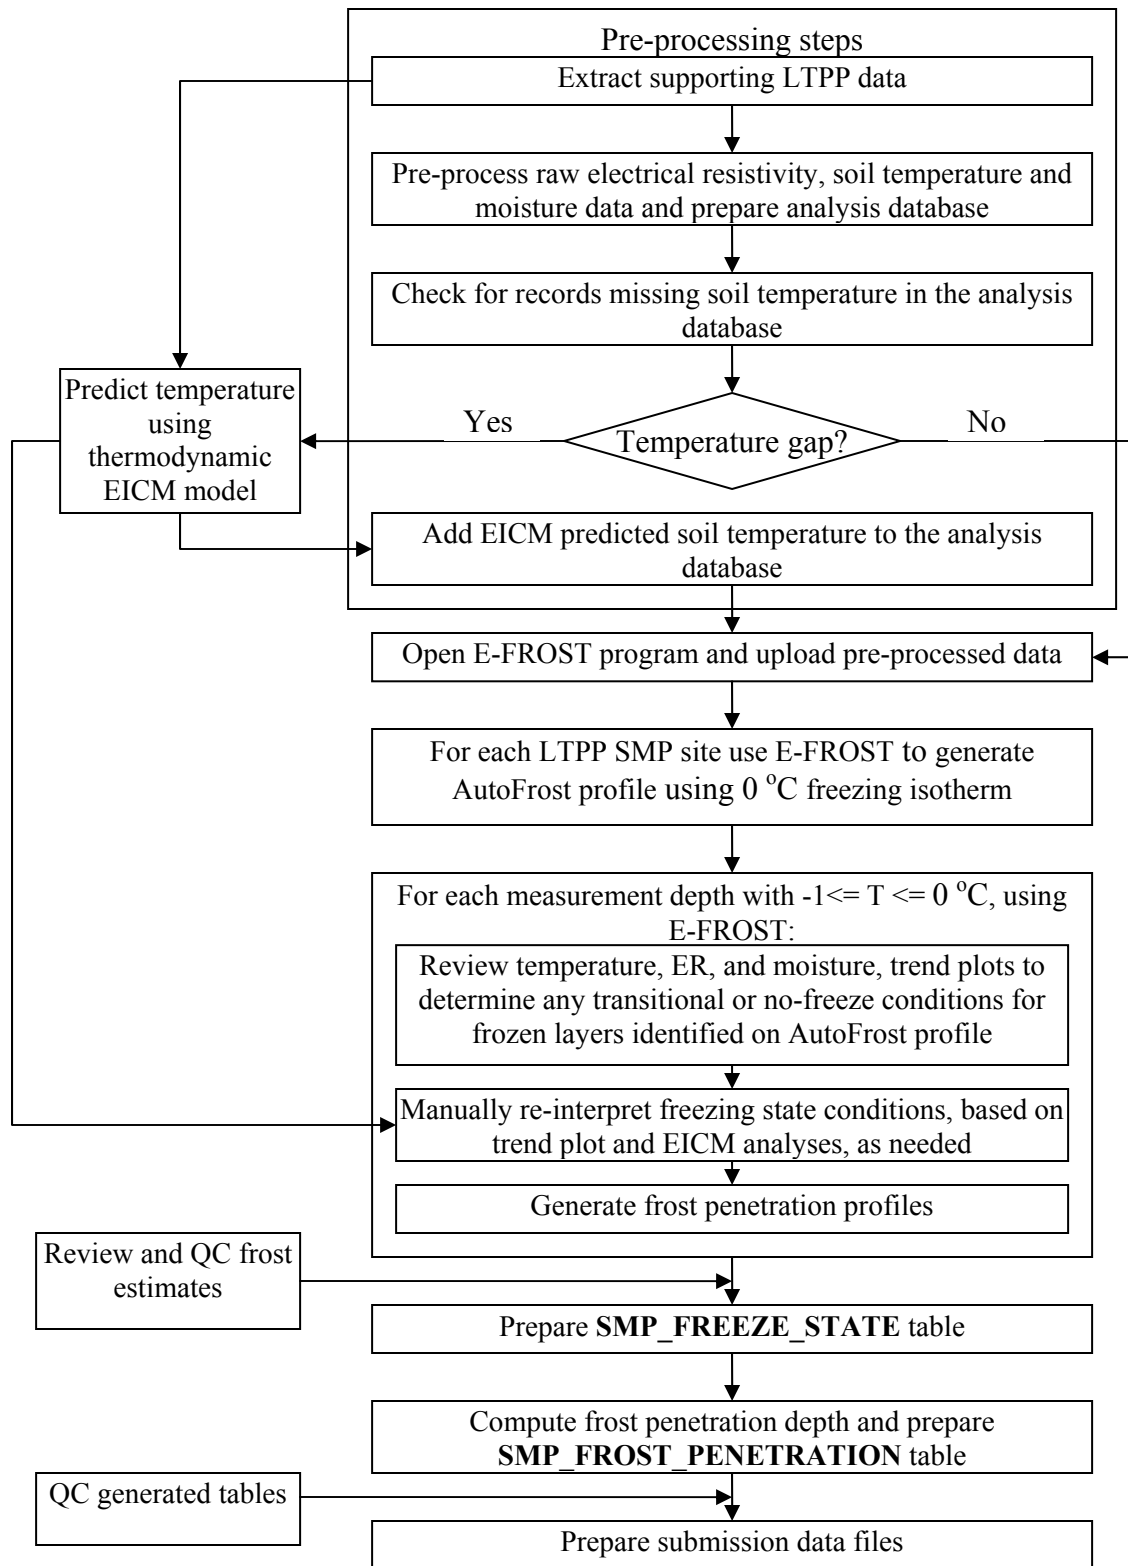 Pre-processing steps
Extract supporting LTPP data
Pre-process raw electrical resistivity, soil temperature and
moisture data and prepare analysis database
Check for records missing soil temperature in the analysis
database
Predict temperature
using
thermodynamic
EICM model
Yes
Temperature gap?
No
Add EICM predicted soil temperature to the analysis
database
Open E-FROST program and upload pre-processed data
For each LTPP SMP site use E-FROST to generate
AutoFrost profile using 0 °C freezing isotherm
For each measurement depth with -1<= T <= 0 °C, using
E-FROST:
Review temperature, ER, and moisture, trend plots to
determine any transitional or no-freeze conditions for
frozen layers identified on AutoFrost profile
Manually re-interpret freezing state conditions, based on
trend plot and EICM analyses, as needed
Generate frost penetration profiles
Review and QC frost
estimates
Prepare SMP_FREEZE_STATE table
Compute frost penetration depth and prepare
SMP_FROST_PENETRATION table
QC generated tables
Prepare submission data files